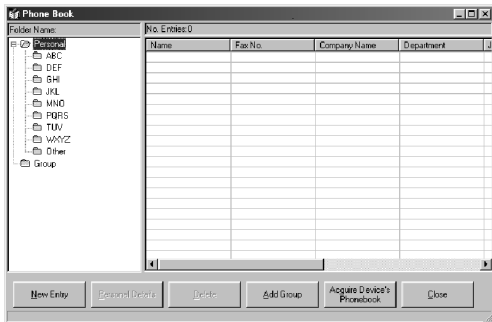 Phone Book
Folder Name:
No. Entries:0
Personal
ABC
DEF
GHI
JKL
MNO
PQRS
TUV
WXYZ
Other
Group
Name Fax No. Company Name Department J
New Entry Personal Details Delete Add Group Acquire Device's Phonebook Close